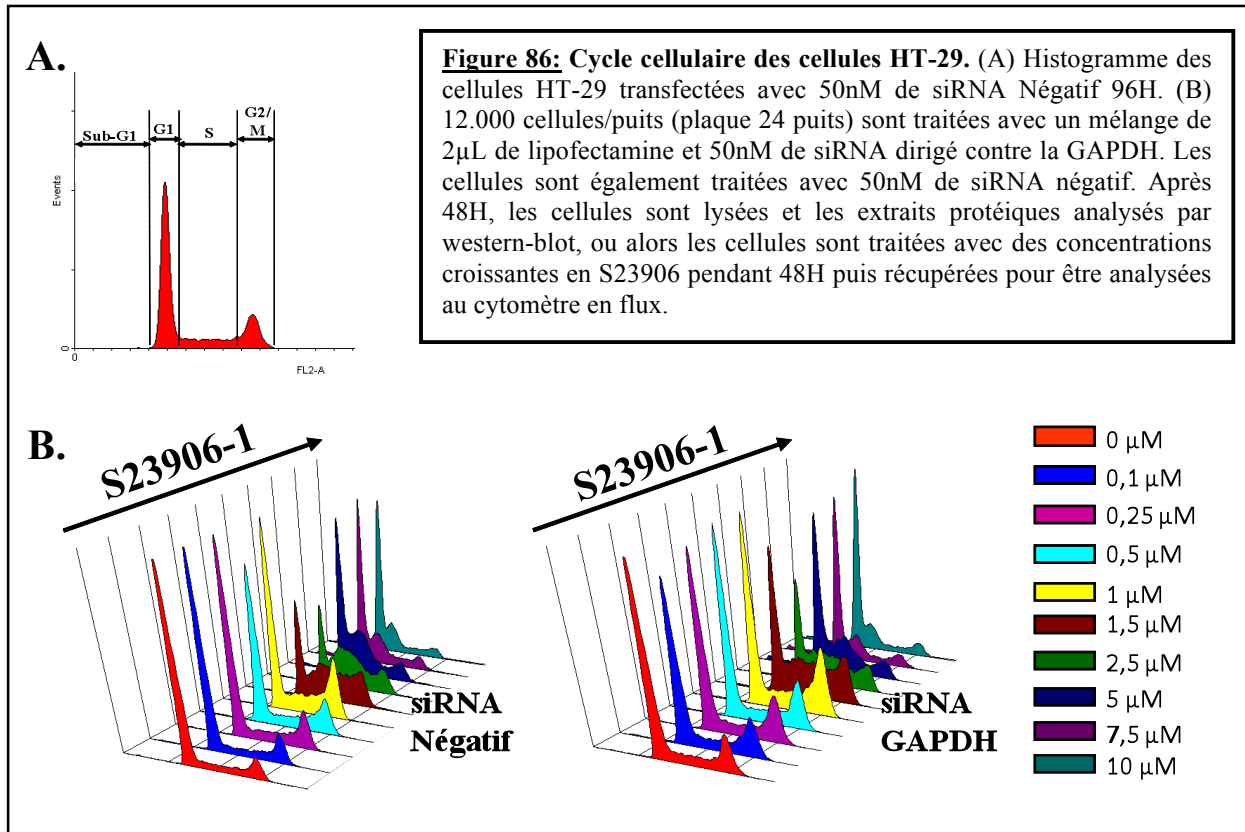 A.
Figure 86: Cycle cellulaire des cellules HT-29. (A) Histogramme des
cellules HT-29 transfectées avec 50nM de siRNA Négatif 96H. (B)
12.000 cellules/puits (plaque 24 puits) sont traitées avec un mélange de
2µL de lipofectamine et 50nM de siRNA dirigé contre la GAPDH. Les
cellules sont également traitées avec 50nM de siRNA négatif. Après
48H, les cellules sont lysées et les extraits protéiques analysés par
western-blot, ou alors les cellules sont traitées avec des concentrations
croissantes en S23906 pendant 48H puis récupérées pour être analysées
au cytomètre en flux.
Sub-G1
G1
S
G2/
M
Events
0
0
FL2-A
B.
S23906-1
siRNA
Négatif
S23906-1
siRNA
GAPDH
0 µM
0,1 µM
0,25 µM
0,5 µM
1 µM
1,5 µM
2,5 µM
5 µM
7,5 µM
10 µM